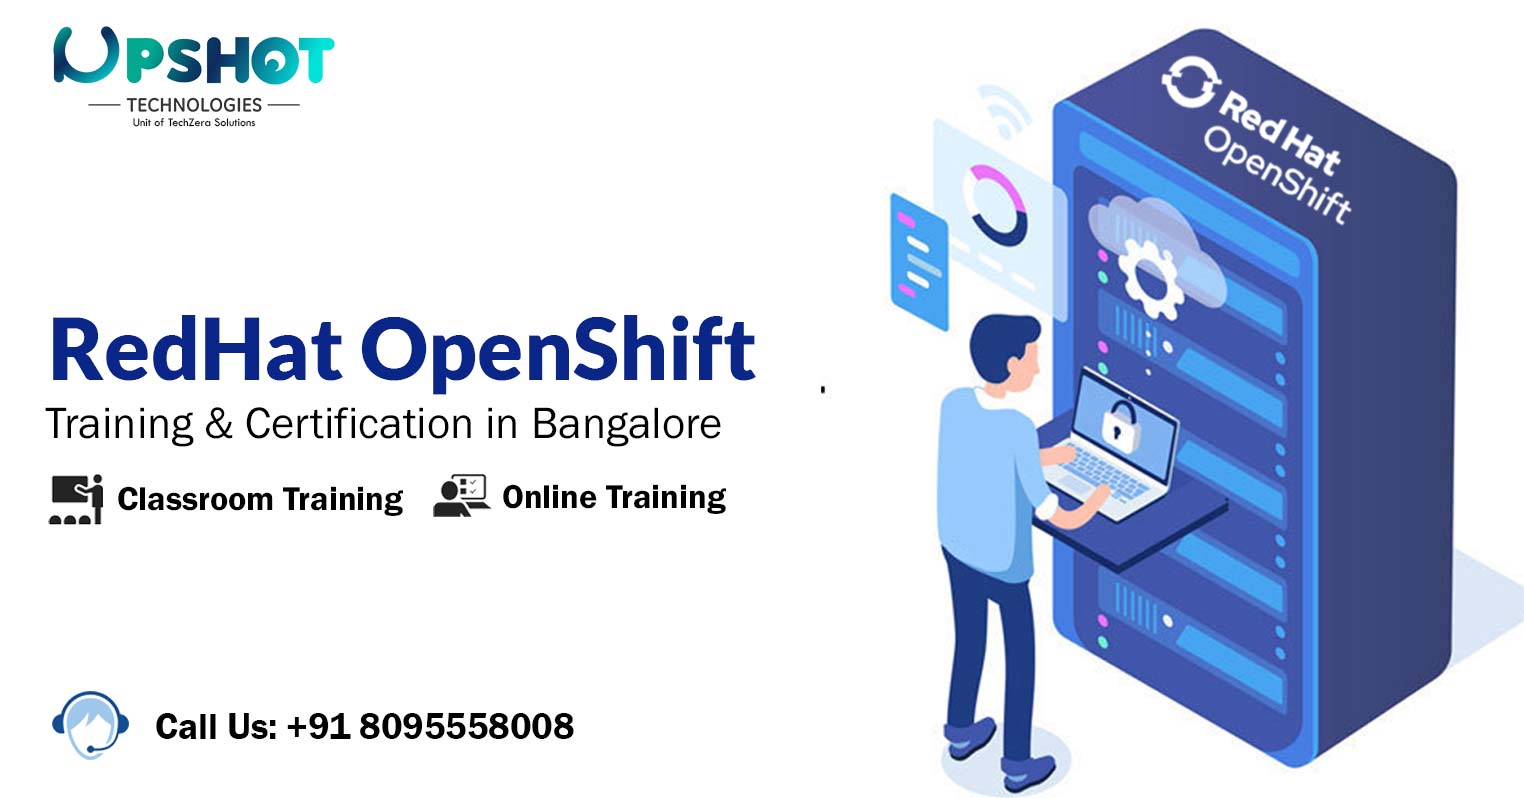 UPSHOT
TECHNOLOGIES
Unit of TechZera Solutions
Red Hat
OpenShift
RedHat OpenShift
Training & Certification in Bangalore
Classroom Training
Online Training
Call Us: +91 8095558008